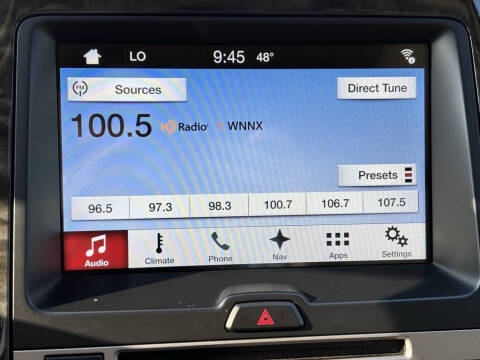 LO 9:45 48°
FM Sources Direct Tune
100.5 HD Radio WNNX
Presets
96.5 97.3 98.3 100.7 106.7 107.5
Audio Climate Phone Nav Apps Settings